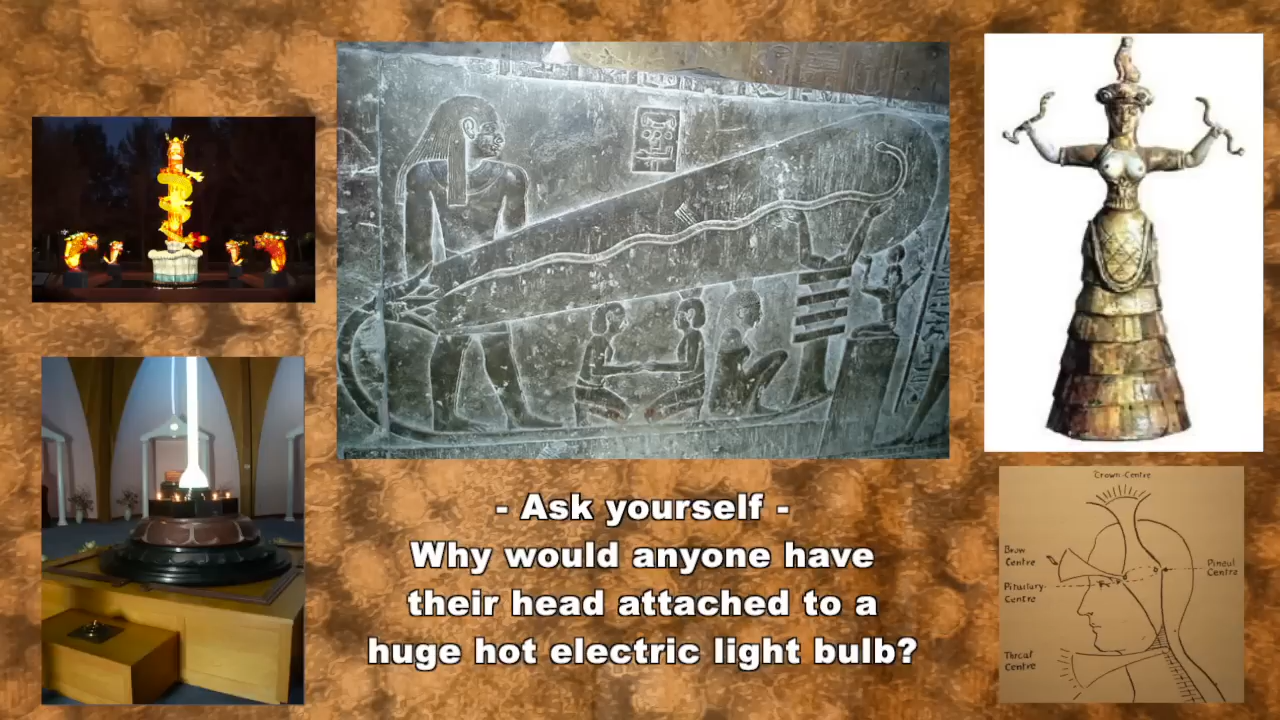 - Ask yourself -
Why would anyone have
their head attached to a
huge hot electric light bulb?
Crown-Centre
Brow
Centre
Pineal
Centre
Pituitary-
Centre
Throat
Centre